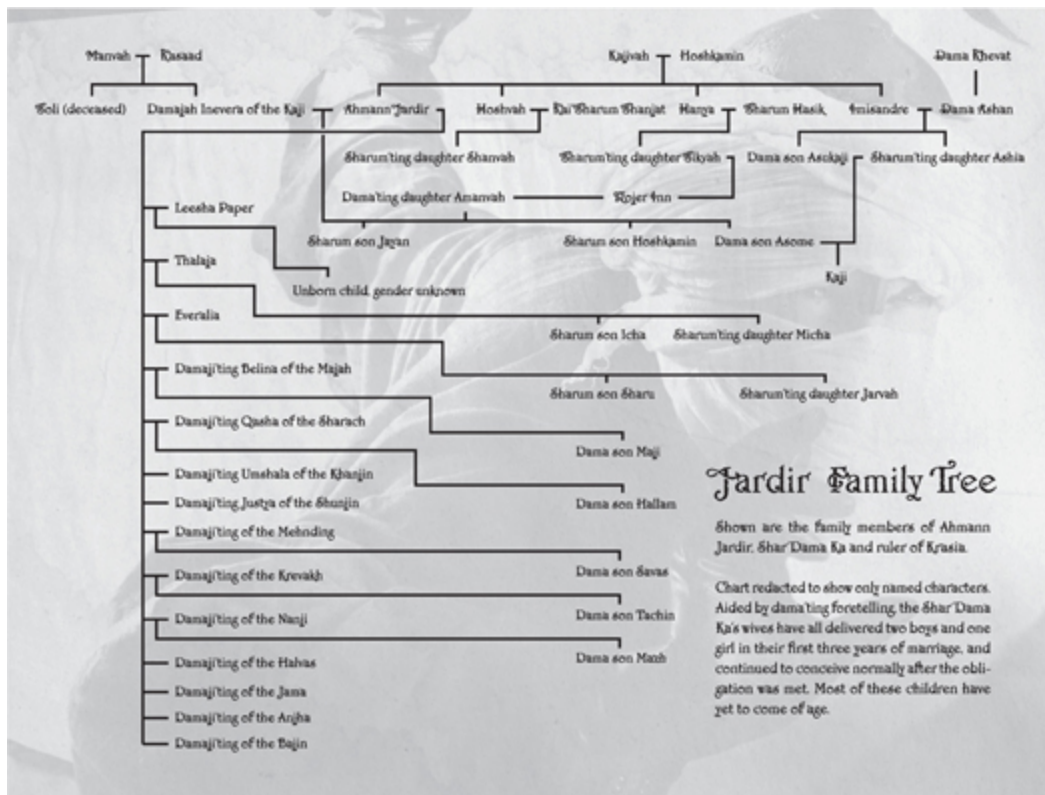 Manvah Kasaad Kajivah Hoshkamin Dama Khevat
Soli (deceased) Damajah Inevera of the Kaji Ahmann Jardir Hoshvah Kai'Sharum Shanjat Hanya Sharum Hasik Imisandre Dama Ashan
Sharum'ting daughter Shanvah Sharum'ting daughter Sikvah Dama son Asukaji Sharum'ting daughter Ashia
Dama'ting daughter Amanvah Rojer Inn
Leesha Paper
Sharum son Jayan Sharum son Hoshkamin Dama son Asome
Thalaja
Kaji
Unborn child, gender unknown
Everalia
Sharum son Icha Sharum'ting daughter Micha
Damaji'ting Belina of the Majah
Sharum son Sharu Sharum'ting daughter Jarvah
Damaji'ting Qasha of the Sharach
Dama son Maji
Damaji'ting Umshala of the Khanjin
Jardir Family Tree
Damaji'ting Justya of the Shunjin
Dama son Hallam
Damaji'ting of the Mehnding
Shown are the family members of Ahmann
Jardir, Shar'Dama Ka and ruler of Krasia.
Dama son Savas
Damaji'ting of the Krevakh
Chart redacted to show only named characters.
Aided by dama'ting foretelling, the Shar'Dama
Ka's wives have all delivered two boys and one
girl in their first three years of marriage, and
continued to conceive normally after the obli-
gation was met. Most of these children have
yet to come of age.
Dama son Tachin
Damaji'ting of the Nanji
Dama son Maxh
Damaji'ting of the Halvas
Damaji'ting of the Jama
Damaji'ting of the Anjha
Damaji'ting of the Bajin